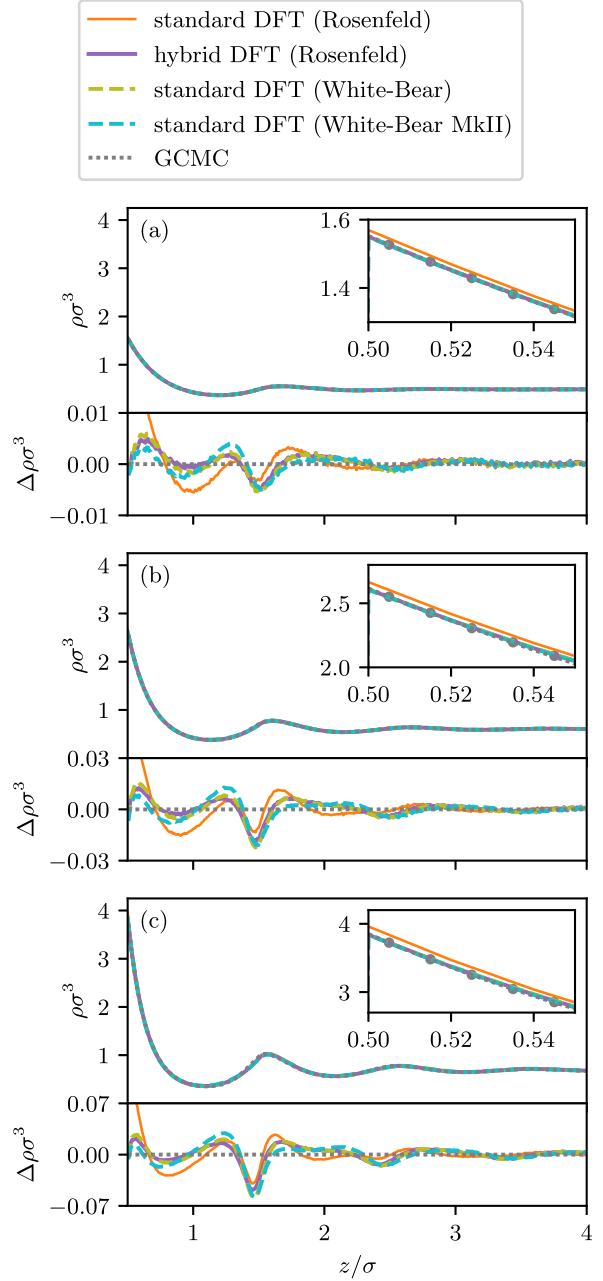 standard DFT (Rosenfeld)
hybrid DFT (Rosenfeld)
standard DFT (White-Bear)
standard DFT (White-Bear MkII)
GCMC
(a)
4
3
2
1
ρσ³
1.6
1.4
0.50 0.52 0.54
0.01
0.00
−0.01
Δρσ³
(b)
4
3
2
1
ρσ³
2.5
2.0
0.50 0.52 0.54
0.03
0.00
−0.03
Δρσ³
(c)
4
3
2
1
ρσ³
4
3
0.50 0.52 0.54
0.07
0.00
−0.07
Δρσ³
1 2 3 4
z/σ